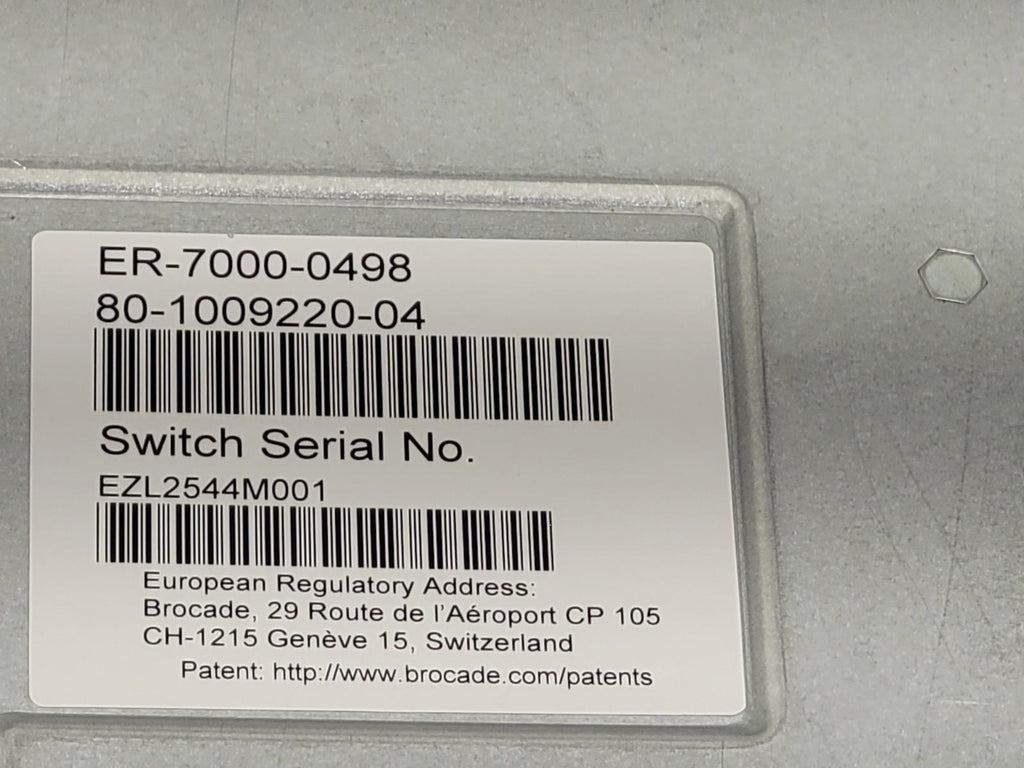 ER-7000-0498
80-1009220-04
Switch Serial No.
EZL2544M001
European Regulatory Address:
Brocade, 29 Route de l'Aéroport CP 105
CH-1215 Genève 15, Switzerland
Patent: http://www.brocade.com/patents